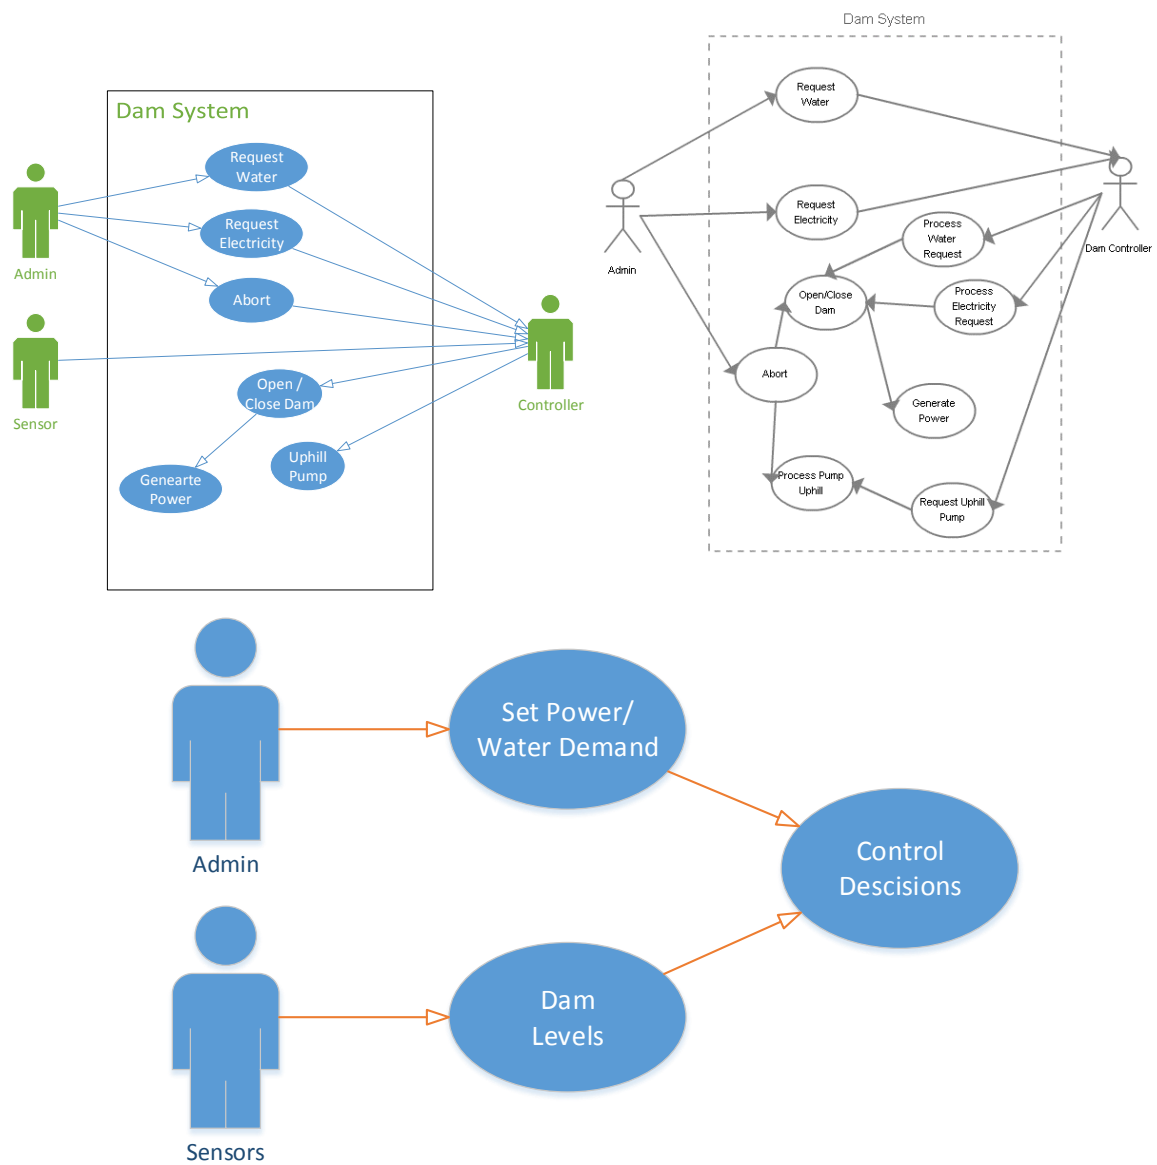 Dam System
Request
Water
Request
Electricity
Abort
Admin
Sensor
Open /
Close Dam
Controller
Uphill
Pump
Genearte
Power
Dam System
Request
Water
Request
Electricity
Process
Water
Request
Dam Controller
Admin
Open/Close
Dam
Process
Electricity
Request
Abort
Generate
Power
Process Pump
Uphill
Request Uphill
Pump
Set Power/
Water Demand
Admin
Control
Descisions
Dam
Levels
Sensors